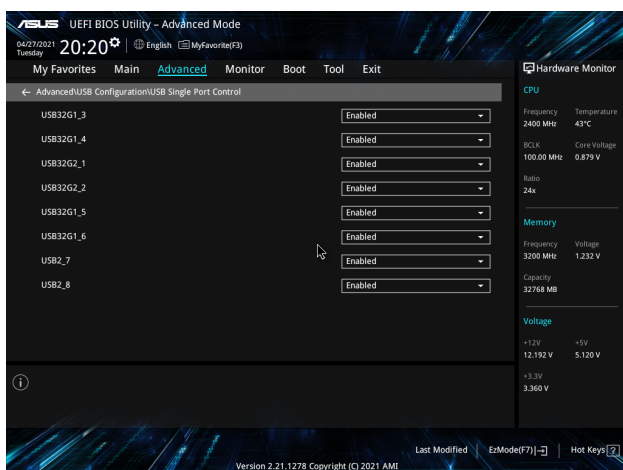 ASUS UEFI BIOS Utility – Advanced Mode
04/27/2021 Tuesday 20:20 English MyFavorite(F3)
My Favorites Main Advanced Monitor Boot Tool Exit
Hardware Monitor
← Advanced\USB Configuration\USB Single Port Control
USB32G1_3 Enabled
USB32G1_4 Enabled
USB32G2_1 Enabled
USB32G2_2 Enabled
USB32G1_5 Enabled
USB32G1_6 Enabled
USB2_7 Enabled
USB2_8 Enabled
CPU
Frequency Temperature
2400 MHz 43°C
BCLK Core Voltage
100.00 MHz 0.879 V
Ratio
24x
Memory
Frequency Voltage
3200 MHz 1.232 V
Capacity
32768 MB
Voltage
+12V +5V
12.192 V 5.120 V
+3.3V
3.360 V
Last Modified EzMode(F7) Hot Keys ?
Version 2.21.1278 Copyright (C) 2021 AMI